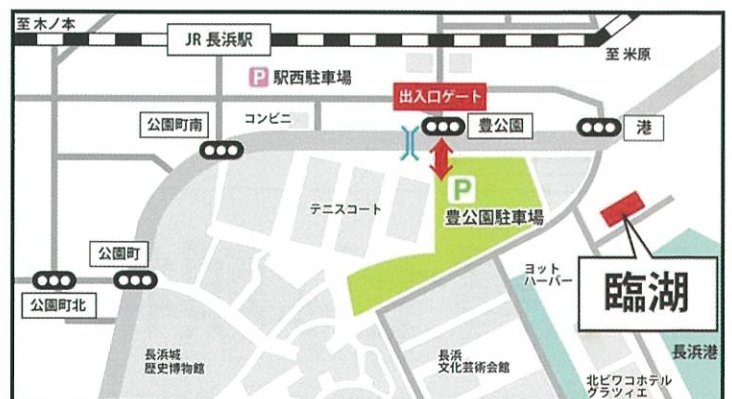 至 木ノ本
JR 長浜駅
至 米原
P 駅西駐車場
出入口ゲート
公園町南
コンビニ
豊公園
港
P
豊公園駐車場
テニスコート
公園町
公園町北
ヨット
ハーバー
臨湖
長浜城
歴史博物館
長浜
文化芸術会館
長浜港
北ビワコホテル
グラツィエ